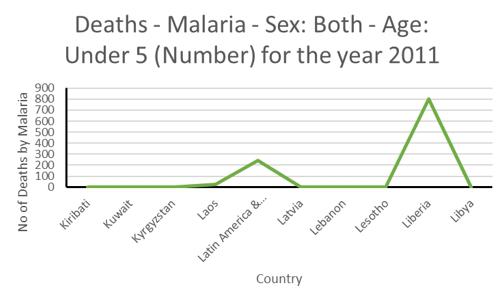 Deaths - Malaria - Sex: Both - Age:
Under 5 (Number) for the year 2011
No of Deaths by Malaria
900
800
700
600
500
400
300
200
100
0
Kiribati
Kuwait
Kyrgyzstan
Laos
Latin America &...
Latvia
Lebanon
Lesotho
Liberia
Libya
Country